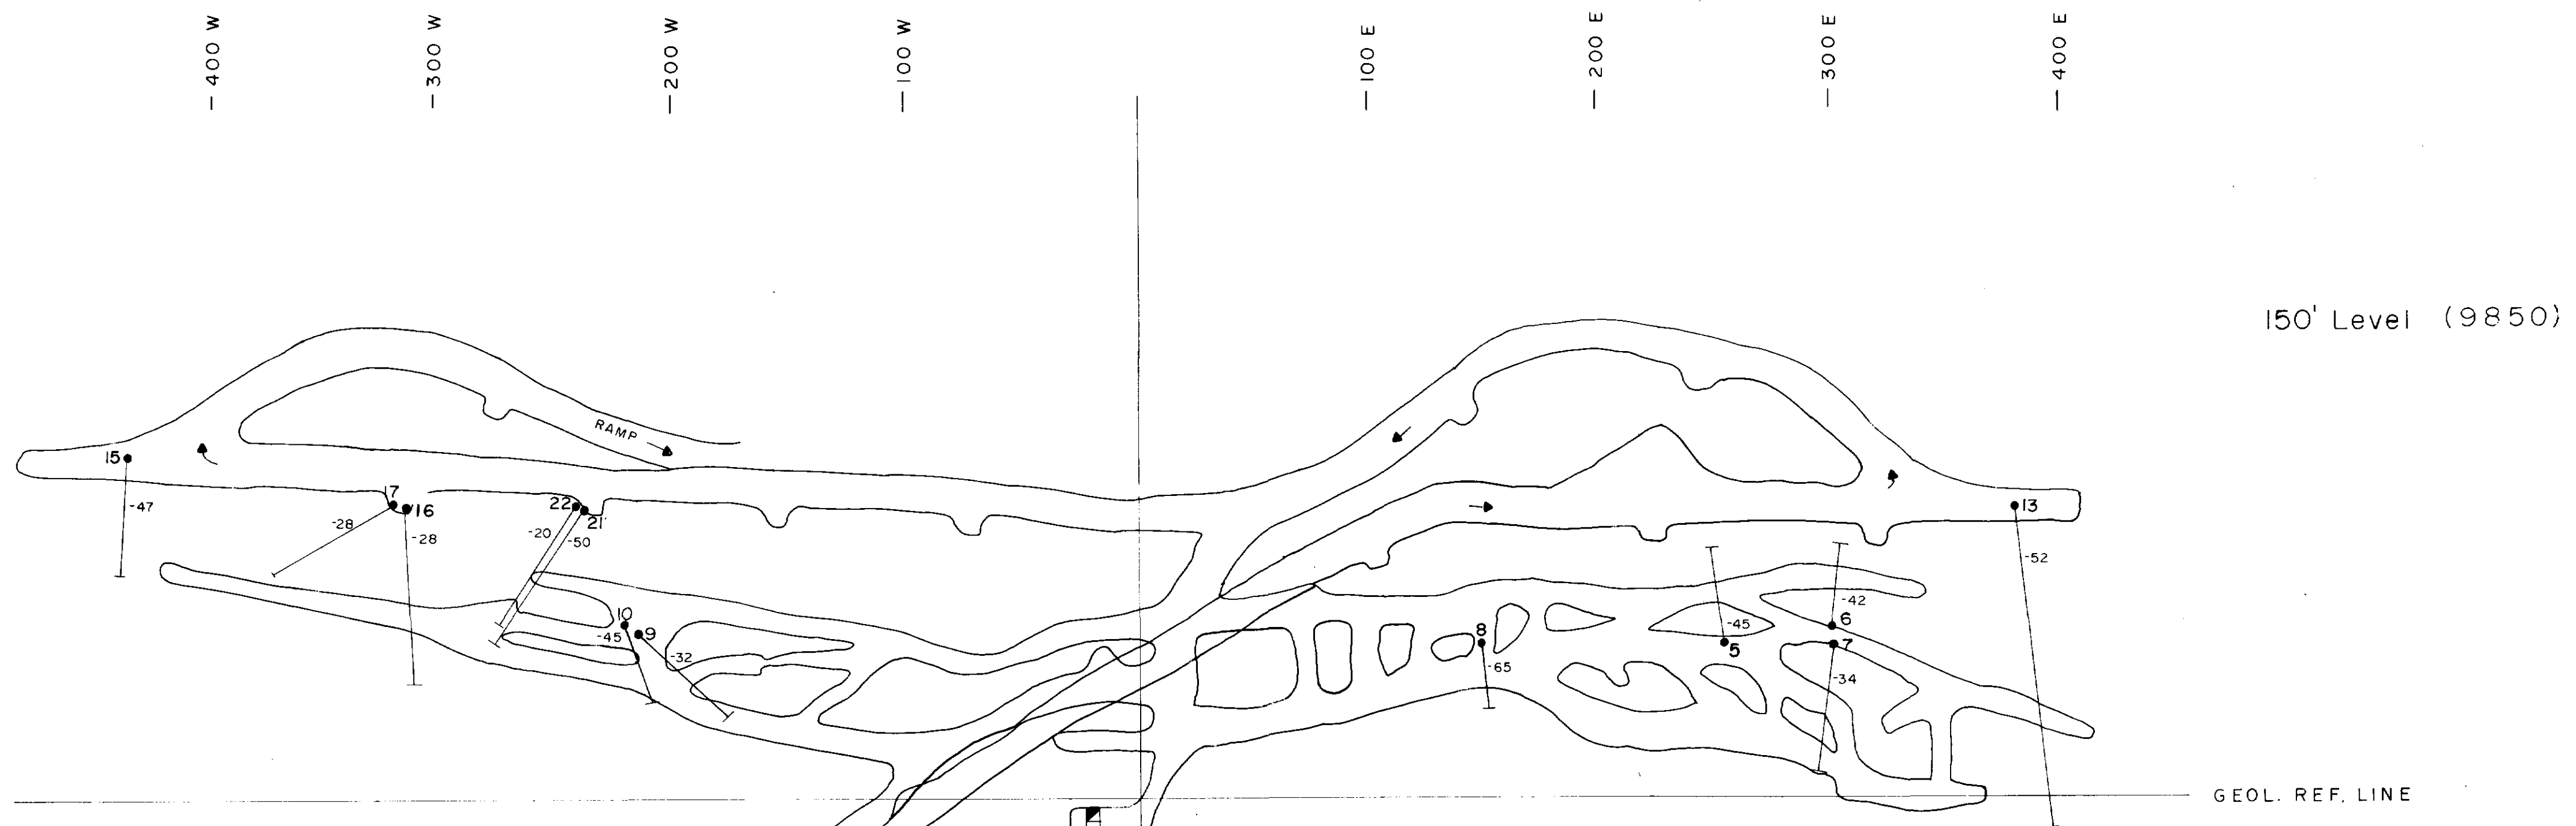 400 W
300 W
200 W
100 W
100 E
200 E
300 E
400 E
150' Level (9850)
RAMP
15
-47
17
16
-28
-28
22
21
-20
-50
10
-45
9
-32
8
-65
5
-45
6
-42
7
-34
13
-52
GEOL. REF. LINE